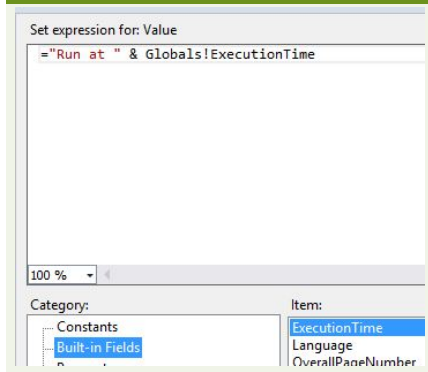 Set expression for: Value
="Run at " & Globals!ExecutionTime
100 %
Category:
Item:
Constants
ExecutionTime
Built-in Fields
Language
OverallPageNumber